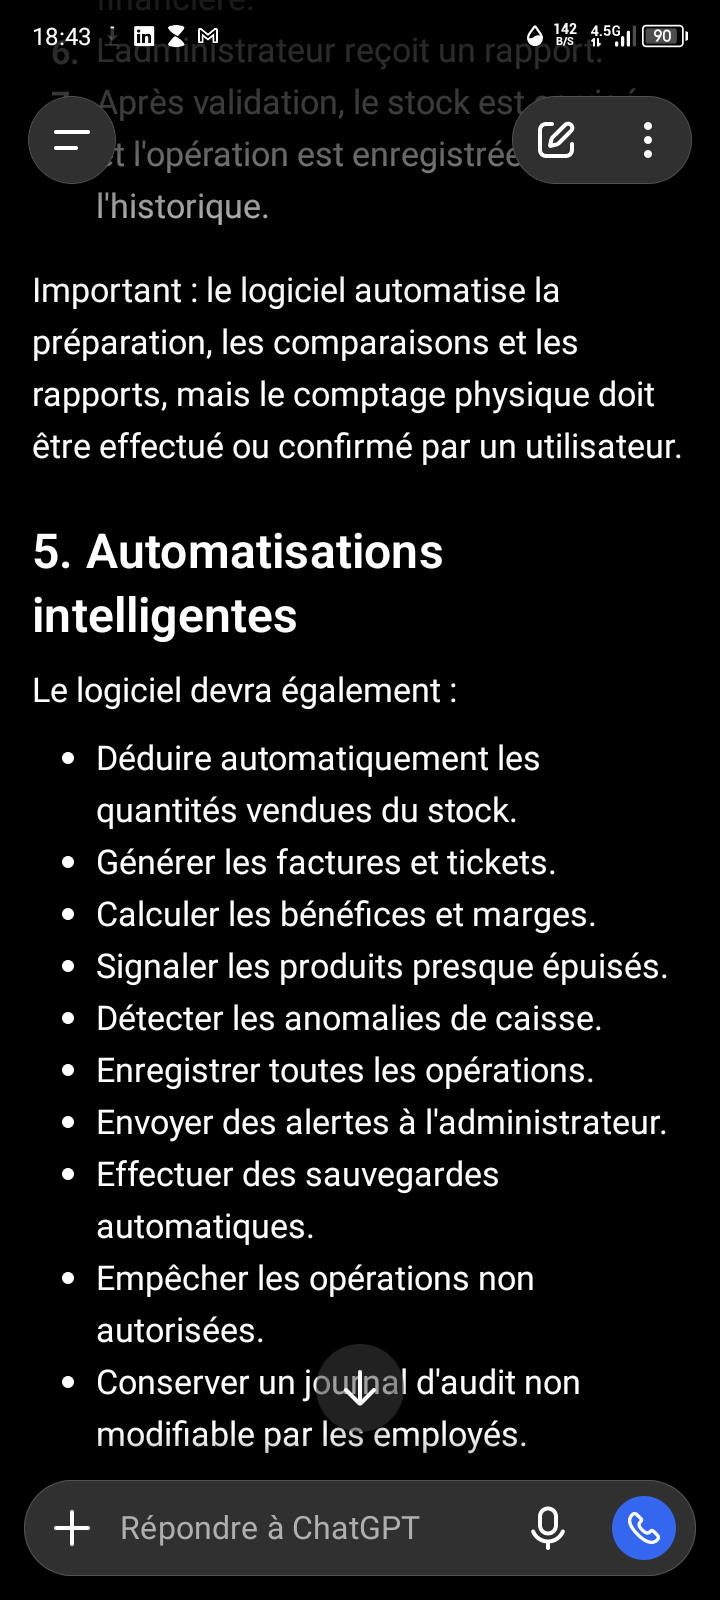 18:43
142
B/S
4.5G
90
financière.
6. L'administrateur reçoit un rapport.
7. Après validation, le stock est
et l'opération est enregistrée
l'historique.
Important : le logiciel automatise la
préparation, les comparaisons et les
rapports, mais le comptage physique doit
être effectué ou confirmé par un utilisateur.
5. Automatisations
intelligentes
Le logiciel devra également :
• Déduire automatiquement les
quantités vendues du stock.
• Générer les factures et tickets.
• Calculer les bénéfices et marges.
• Signaler les produits presque épuisés.
• Détecter les anomalies de caisse.
• Enregistrer toutes les opérations.
• Envoyer des alertes à l'administrateur.
• Effectuer des sauvegardes
automatiques.
• Empêcher les opérations non
autorisées.
• Conserver un journal d'audit non
modifiable par les employés.
Répondre à ChatGPT